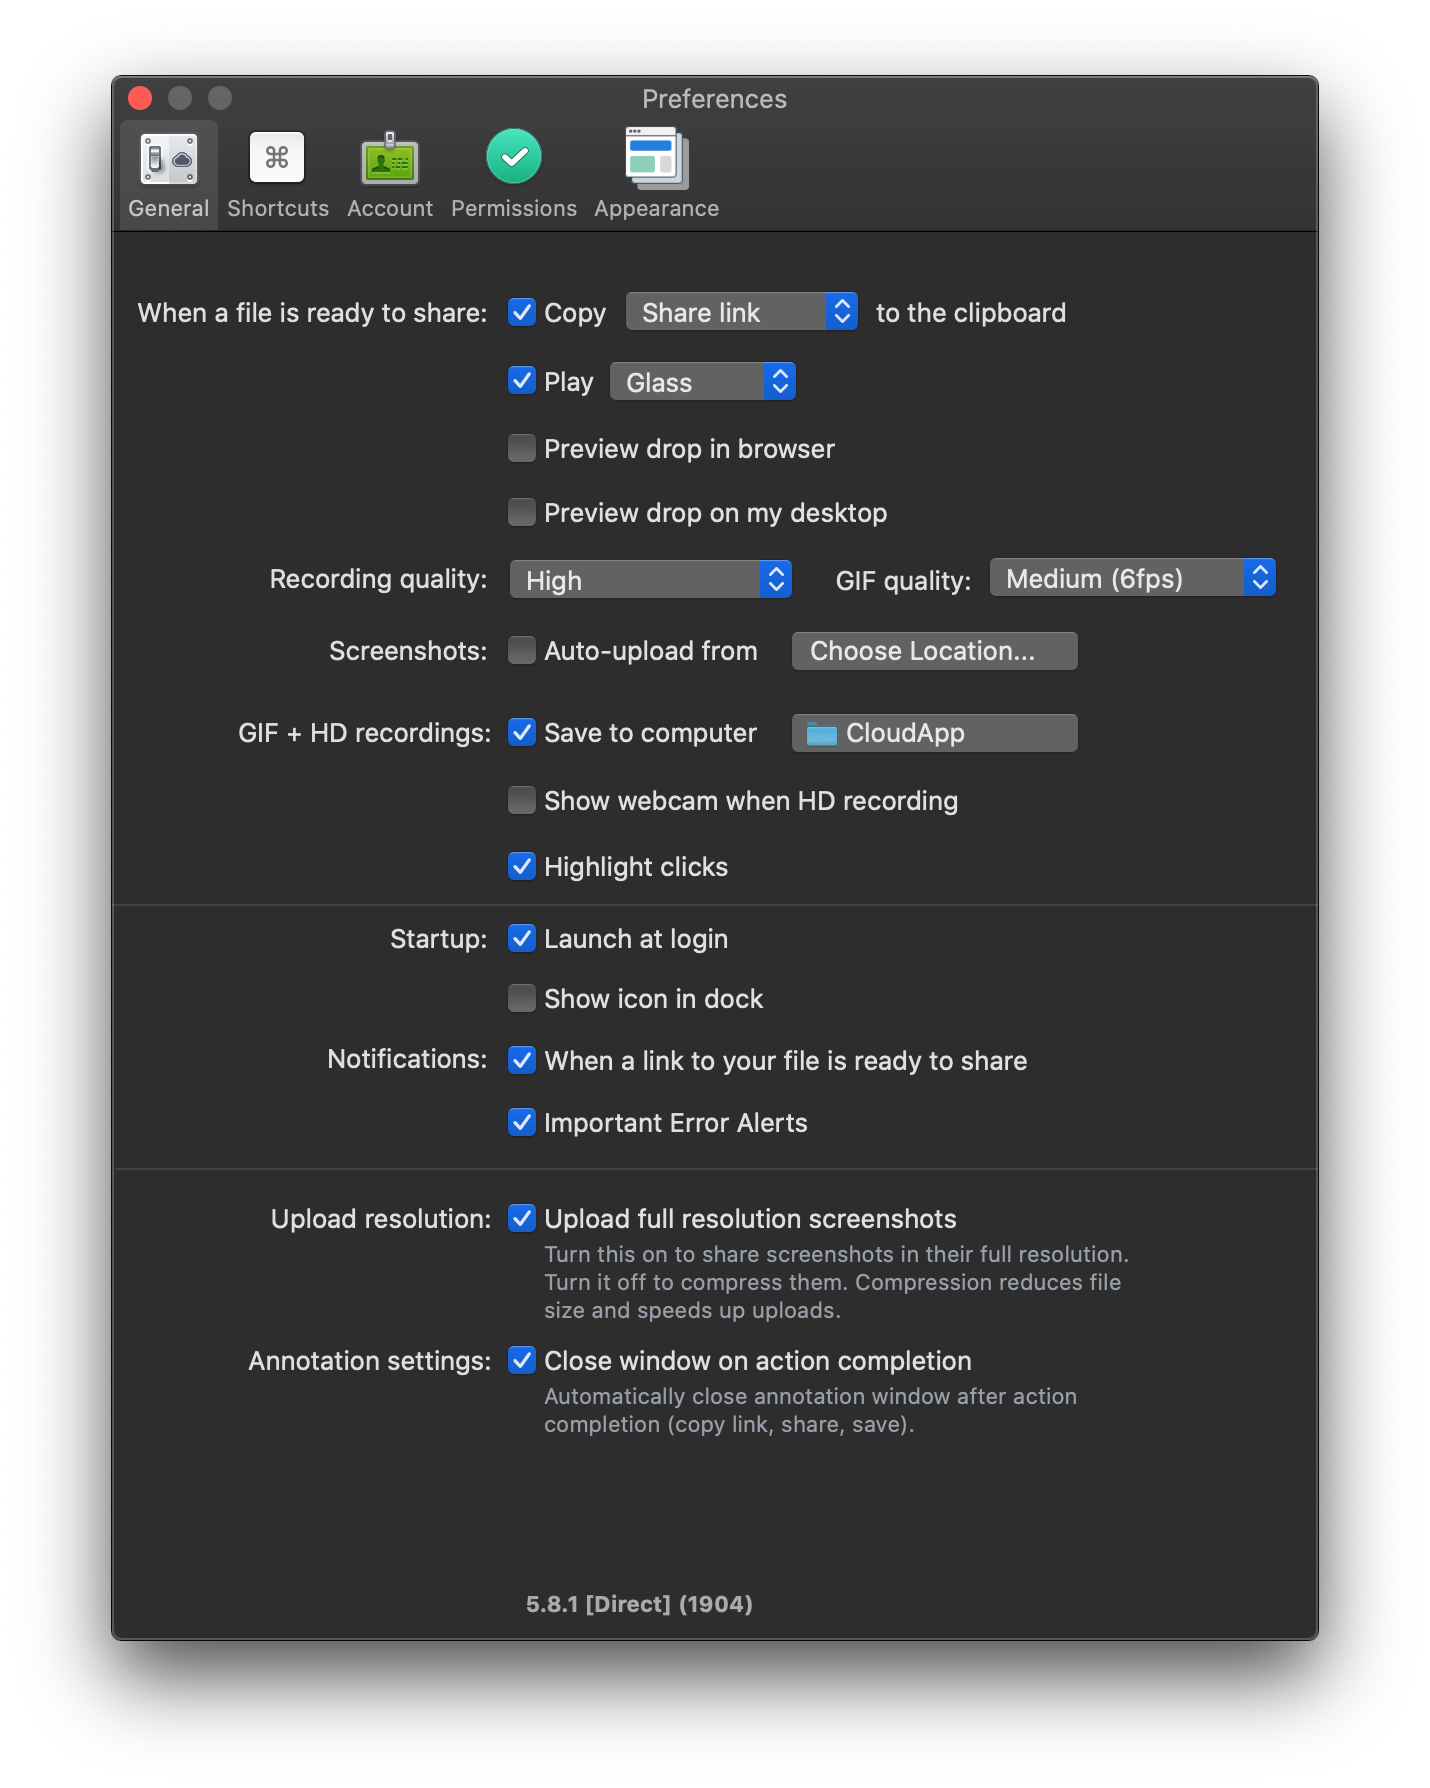 Preferences
General Shortcuts Account Permissions Appearance
When a file is ready to share: Copy Share link to the clipboard
Play Glass
Preview drop in browser
Preview drop on my desktop
Recording quality: High GIF quality: Medium (6fps)
Screenshots: Auto-upload from Choose Location...
GIF + HD recordings: Save to computer CloudApp
Show webcam when HD recording
Highlight clicks
Startup: Launch at login
Show icon in dock
Notifications: When a link to your file is ready to share
Important Error Alerts
Upload resolution: Upload full resolution screenshots
Turn this on to share screenshots in their full resolution.
Turn it off to compress them. Compression reduces file
size and speeds up uploads.
Annotation settings: Close window on action completion
Automatically close annotation window after action
completion (copy link, share, save).
5.8.1 [Direct] (1904)